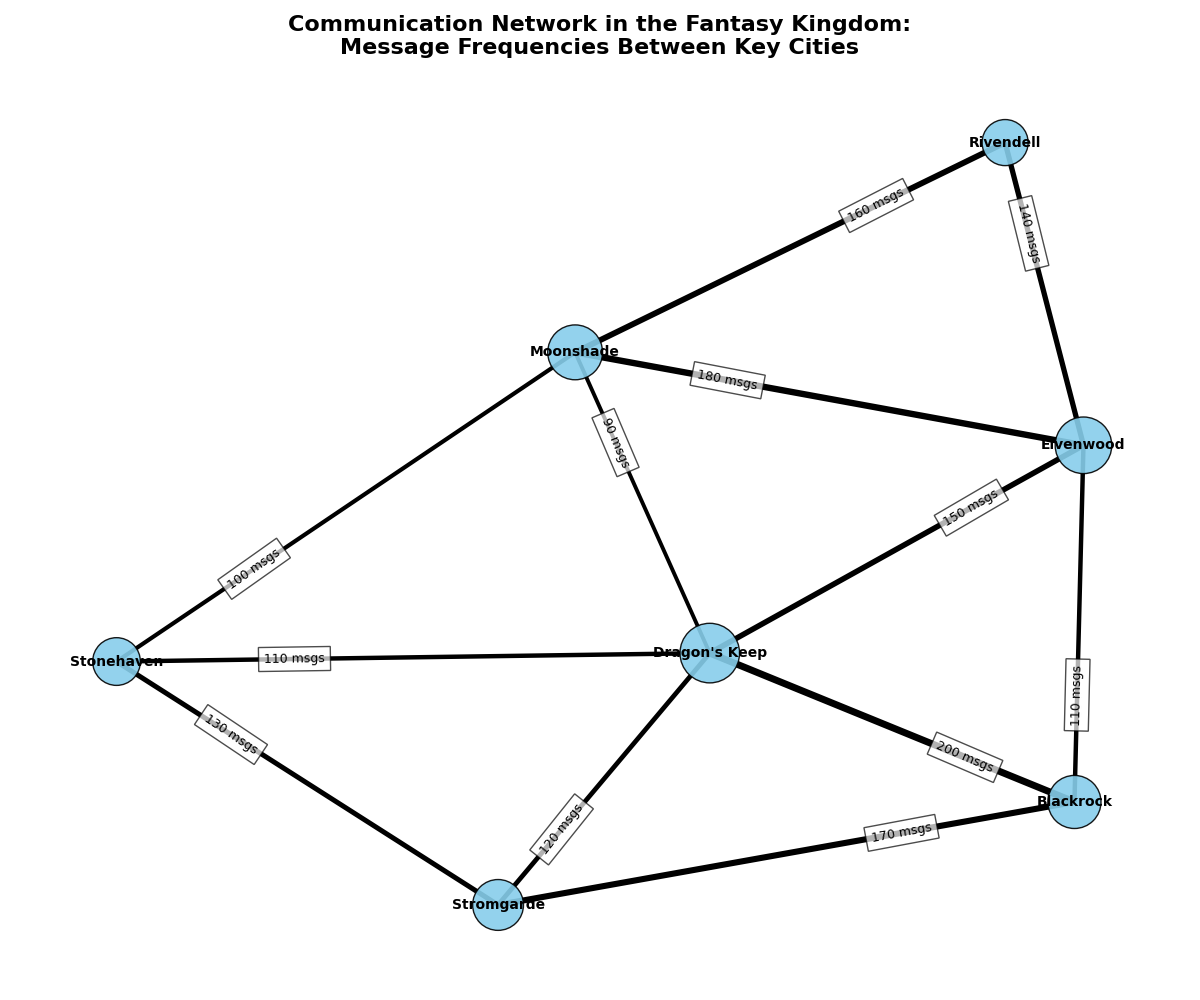 Communication Network in the Fantasy Kingdom:
Message Frequencies Between Key Cities
Rivendell
160 msgs
140 msgs
Moonshade
180 msgs
90 msgs
Elvenwood
150 msgs
100 msgs
Stonehaven
110 msgs
Dragon's Keep
110 msgs
130 msgs
200 msgs
Blackrock
120 msgs
170 msgs
Stromgarde